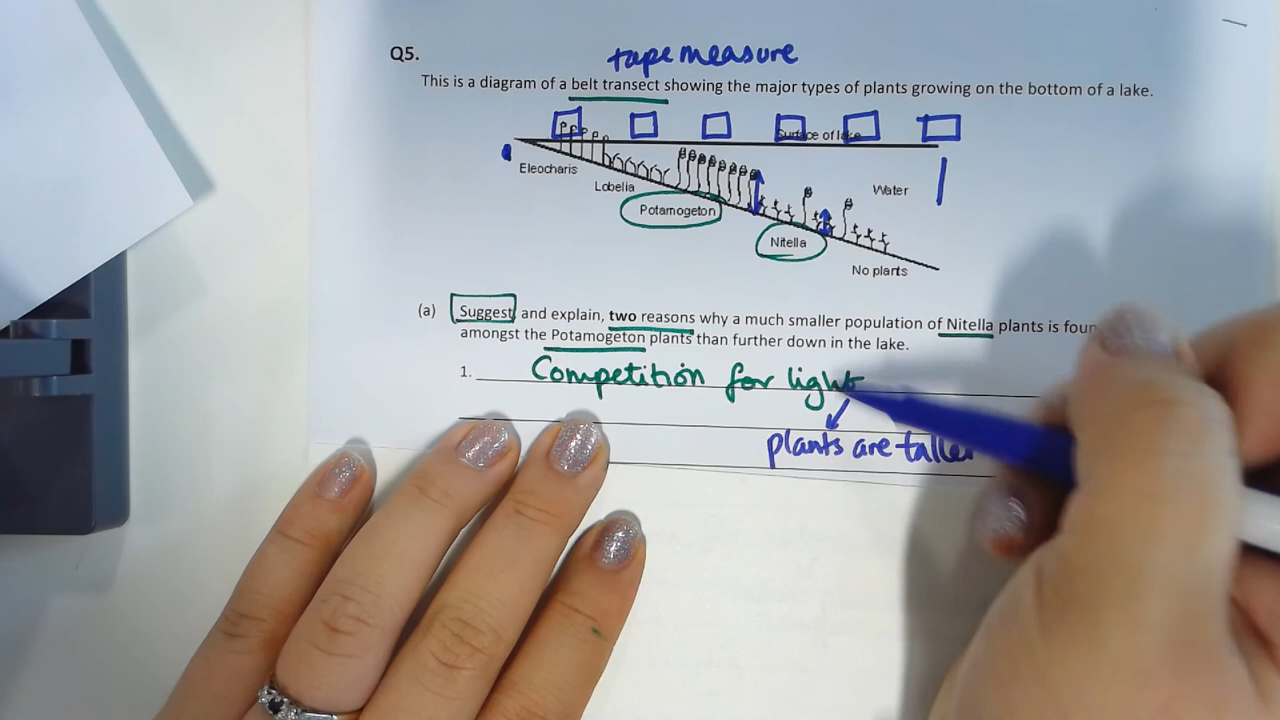 Q5.
tape measure
This is a diagram of a belt transect showing the major types of plants growing on the bottom of a lake.
Surface of lake
Eleocharis
Lobelia
Water
Potamogeton
Nitella
No plants
(a) Suggest, and explain, two reasons why a much smaller population of Nitella plants is
amongst the Potamogeton plants than further down in the lake.
1. Competition for light
plants are taller